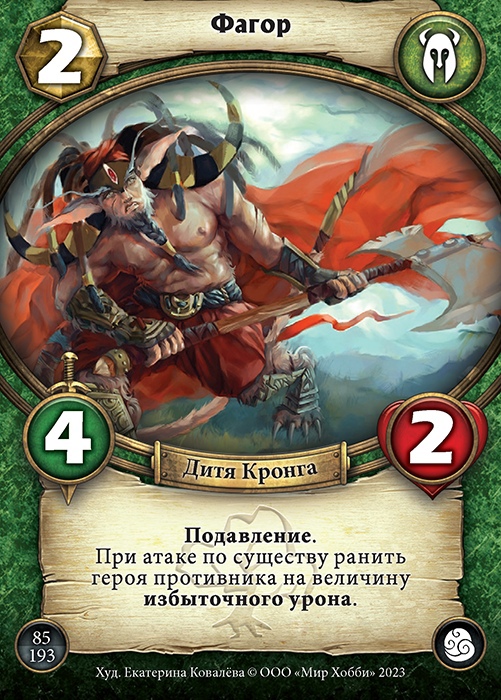 Фагор
2
4
2
Дитя Кронга
Подавление.
При атаке по существу ранить
героя противника на величину
избыточного урона.
85
193
Худ. Екатерина Ковалёва © ООО «Мир Хобби» 2023